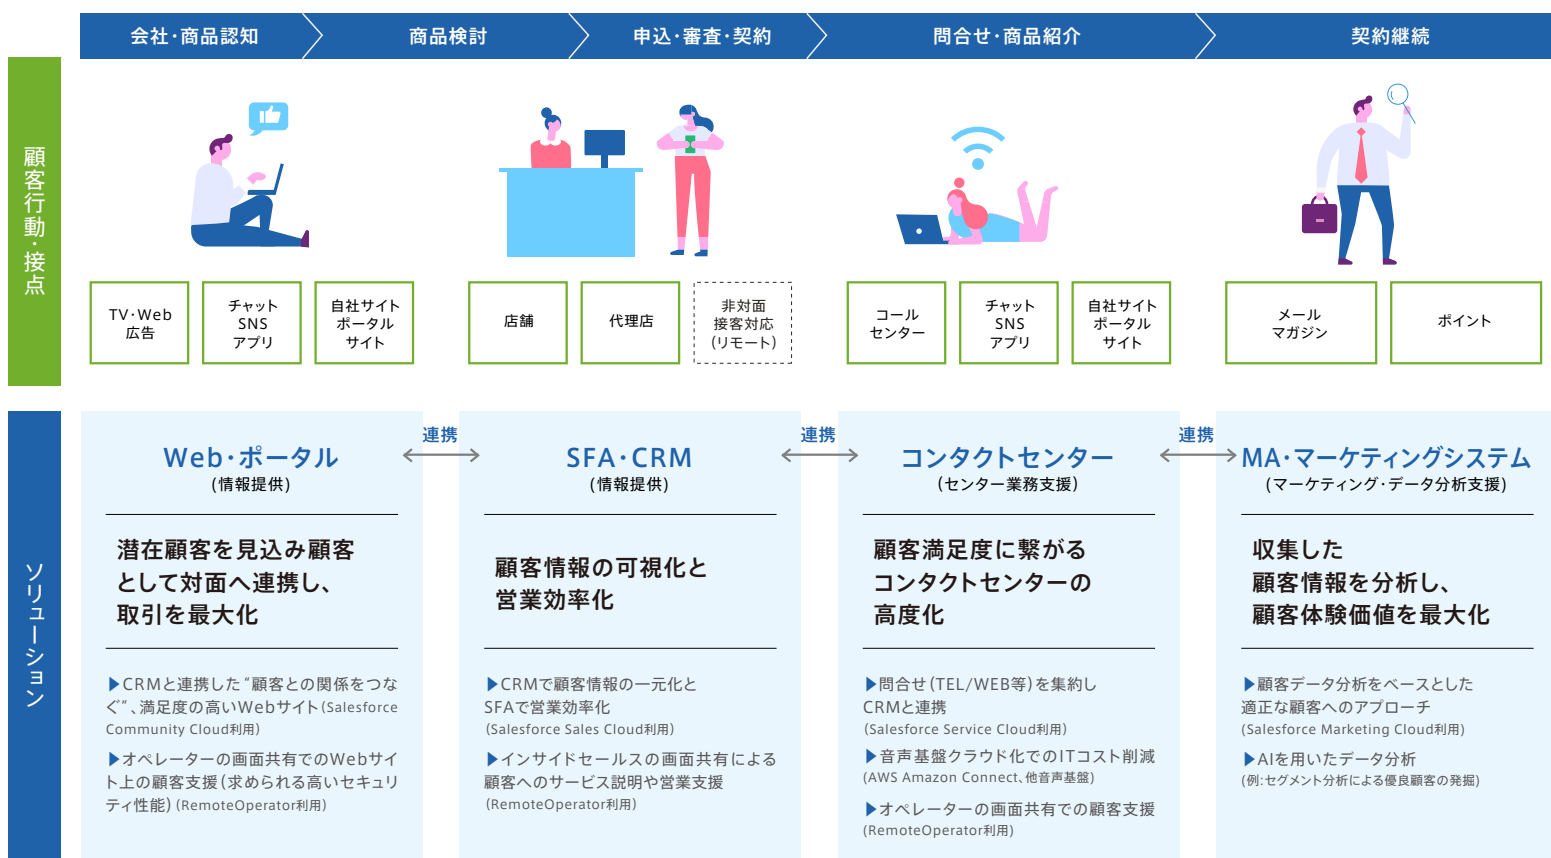 会社・商品認知
商品検討
申込・審査・契約
問合せ・商品紹介
契約継続
顧客行動・接点
TV・Web
広告
チャット
SNS
アプリ
自社サイト
ポータル
サイト
店舗
代理店
非対面
接客対応
(リモート)
コール
センター
チャット
SNS
アプリ
自社サイト
ポータル
サイト
メール
マガジン
ポイント
ソリューション
Web・ポータル
(情報提供)
潜在顧客を見込み顧客
として対面へ連携し、
取引を最大化
▶CRMと連携した“顧客との関係をつな
ぐ”、満足度の高いWebサイト(Salesforce
Community Cloud利用)
▶オペレーターの画面共有でのWebサイ
ト上の顧客支援(求められる高いセキュリ
ティ性能)(RemoteOperator利用)
連携
SFA・CRM
(情報提供)
顧客情報の可視化と
営業効率化
▶CRMで顧客情報の一元化と
SFAで営業効率化
(Salesforce Sales Cloud利用)
▶インサイドセールスの画面共有による
顧客へのサービス説明や営業支援
(RemoteOperator利用)
連携
コンタクトセンター
(センター業務支援)
顧客満足度に繋がる
コンタクトセンターの
高度化
▶問合せ(TEL/WEB等)を集約し
CRMと連携
(Salesforce Service Cloud利用)
▶音声基盤クラウド化でのITコスト削減
(AWS Amazon Connect、他音声基盤)
▶オペレーターの画面共有での顧客支援
(RemoteOperator利用)
連携
MA・マーケティングシステム
(マーケティング・データ分析支援)
収集した
顧客情報を分析し、
顧客体験価値を最大化
▶顧客データ分析をベースとした
適正な顧客へのアプローチ
(Salesforce Marketing Cloud利用)
▶AIを用いたデータ分析
(例:セグメント分析による優良顧客の発掘)